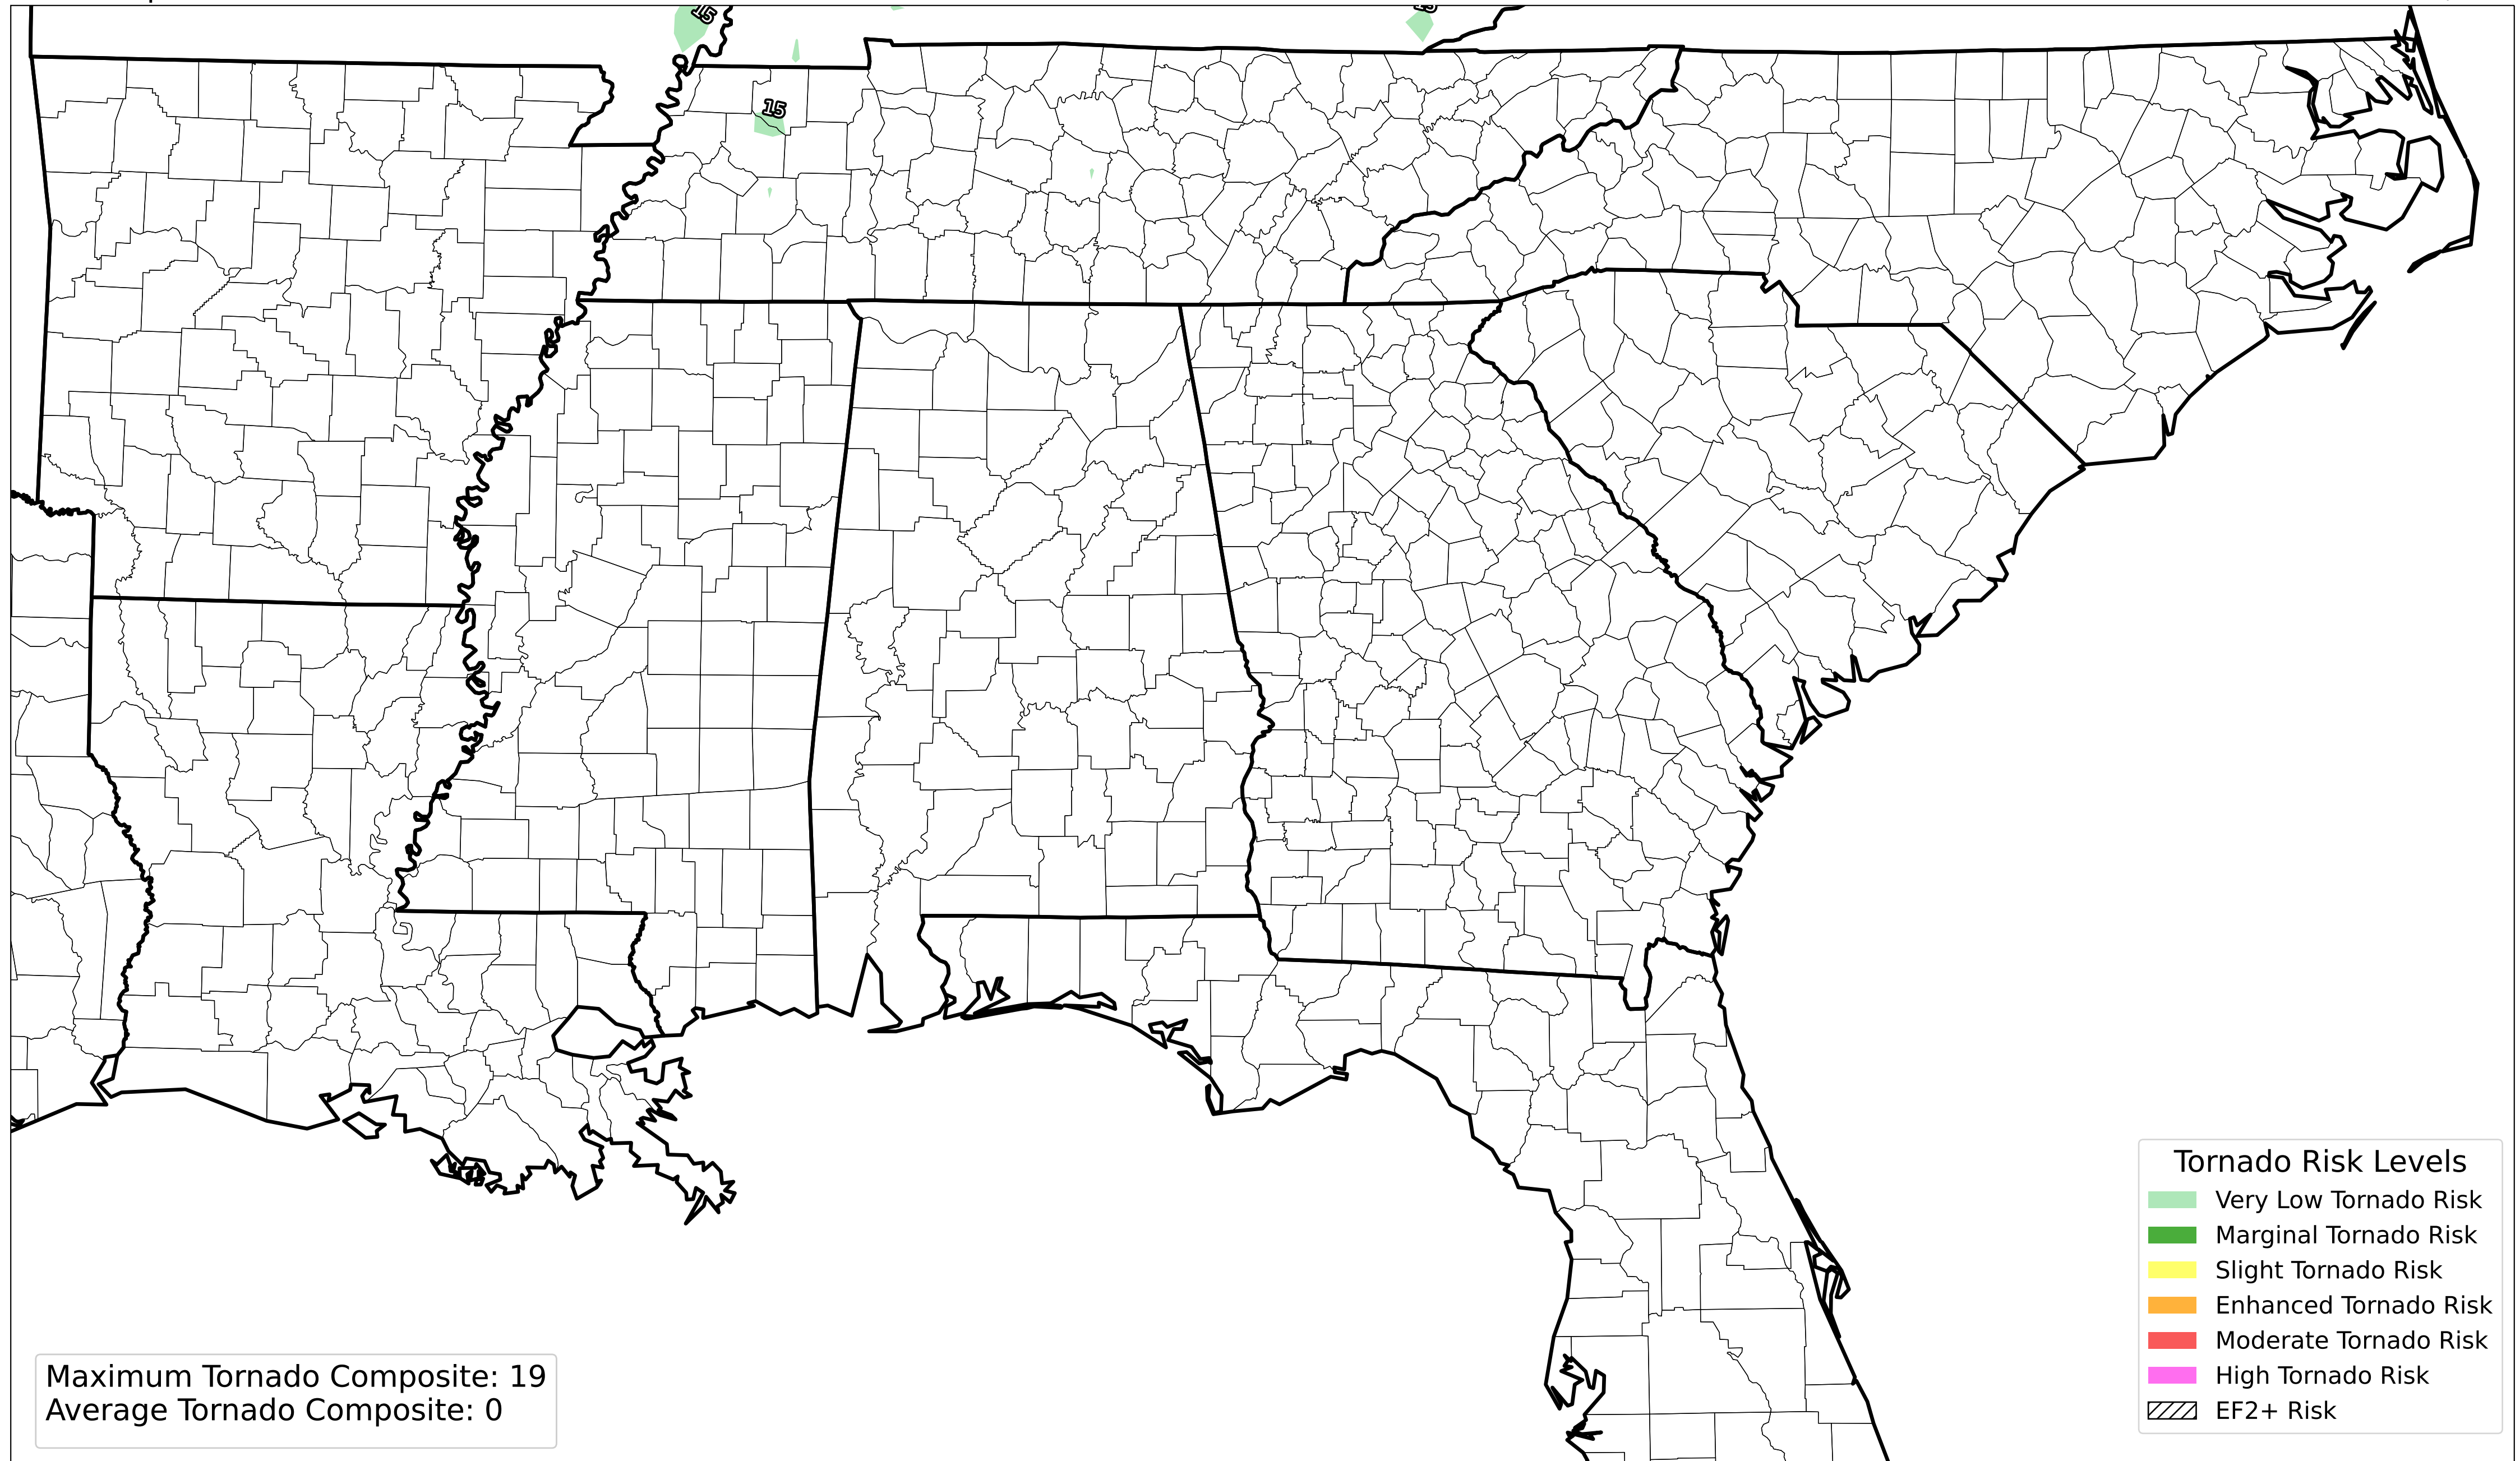 15
15
15
Tornado Risk Levels
Very Low Tornado Risk
Marginal Tornado Risk
Slight Tornado Risk
Enhanced Tornado Risk
Moderate Tornado Risk
High Tornado Risk
EF2+ Risk
Maximum Tornado Composite: 19
Average Tornado Composite: 0